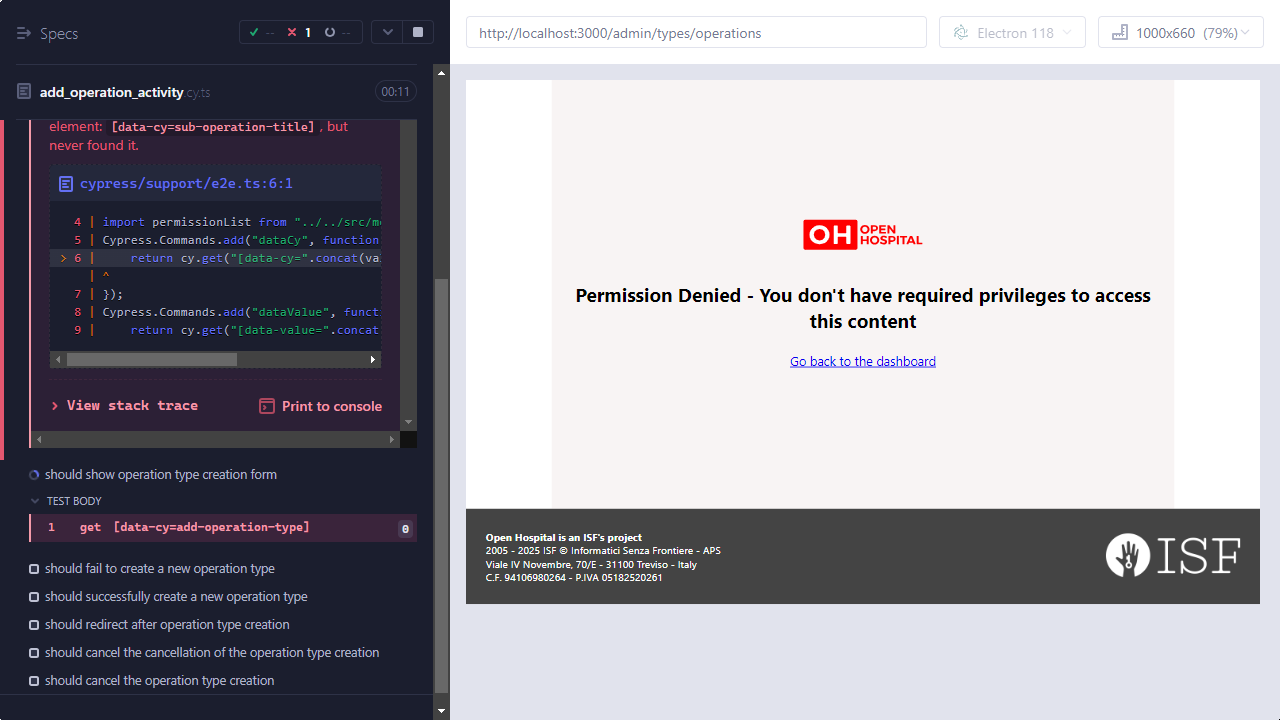 Specs
-- 1 --
add_operation_activity.cy.ts 00:11
element: [data-cy=sub-operation-title] , but
never found it.
cypress/support/e2e.ts:6:1
4 | import permissionList from "../../src/mo
5 | Cypress.Commands.add("dataCy", function
> 6 | return cy.get("[data-cy=".concat(val
| ^
7 | });
8 | Cypress.Commands.add("dataValue", functi
9 | return cy.get("[data-value=".concat
View stack trace
Print to console
should show operation type creation form
TEST BODY
1 get [data-cy=add-operation-type] 0
should fail to create a new operation type
should successfully create a new operation type
should redirect after operation type creation
should cancel the cancellation of the operation type creation
should cancel the operation type creation
http://localhost:3000/admin/types/operations
Electron 118
1000x660 (79%)
OH OPEN
HOSPITAL
Permission Denied - You don't have required privileges to access
this content
Go back to the dashboard
Open Hospital is an ISF's project
2005 - 2025 ISF © Informatici Senza Frontiere - APS
Viale IV Novembre, 70/E - 31100 Treviso - Italy
C.F. 94106980264 - P.IVA 05182520261
ISF